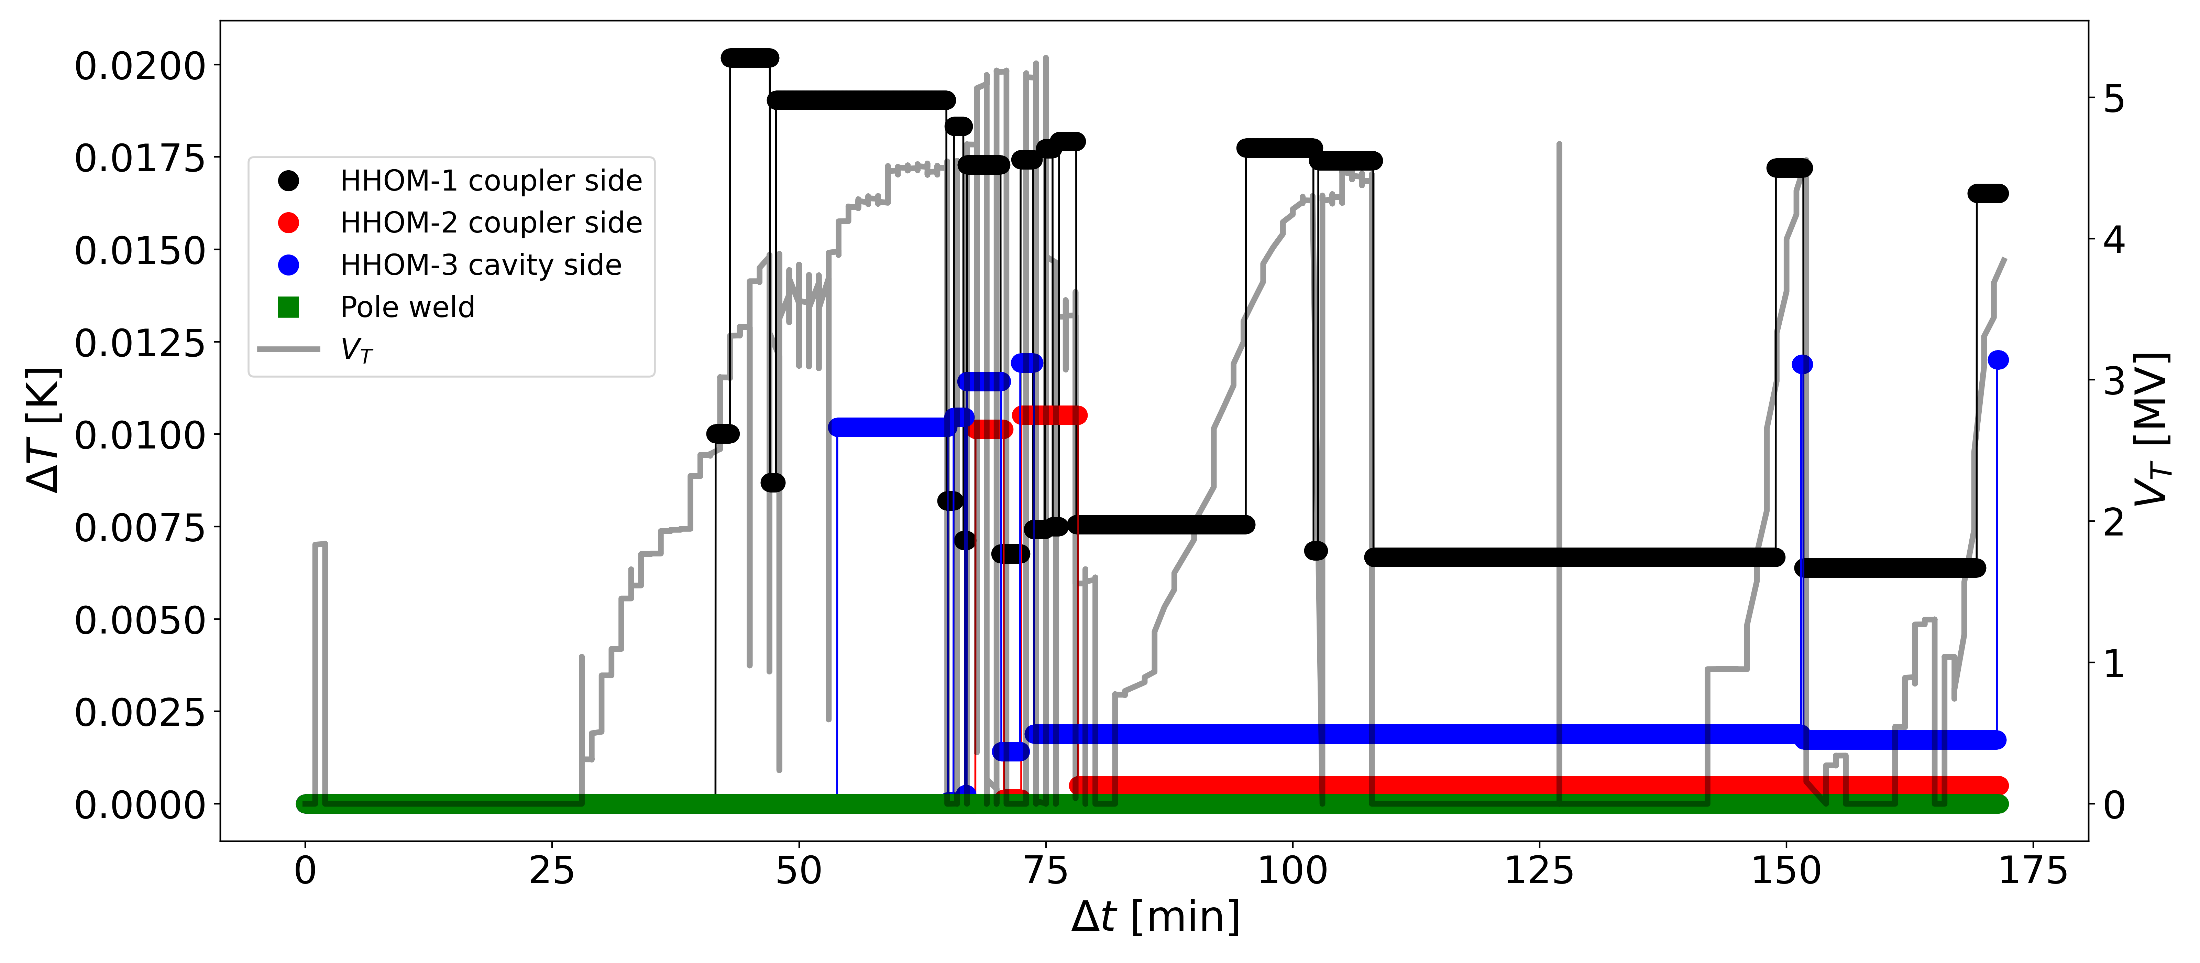 0.0200
0.0175
0.0150
0.0125
0.0100
0.0075
0.0050
0.0025
0.0000
ΔT [K]
HHOM-1 coupler side
HHOM-2 coupler side
HHOM-3 cavity side
Pole weld
V_T
5
4
3
2
1
0
V_T [MV]
0 25 50 75 100 125 150 175
Δt [min]